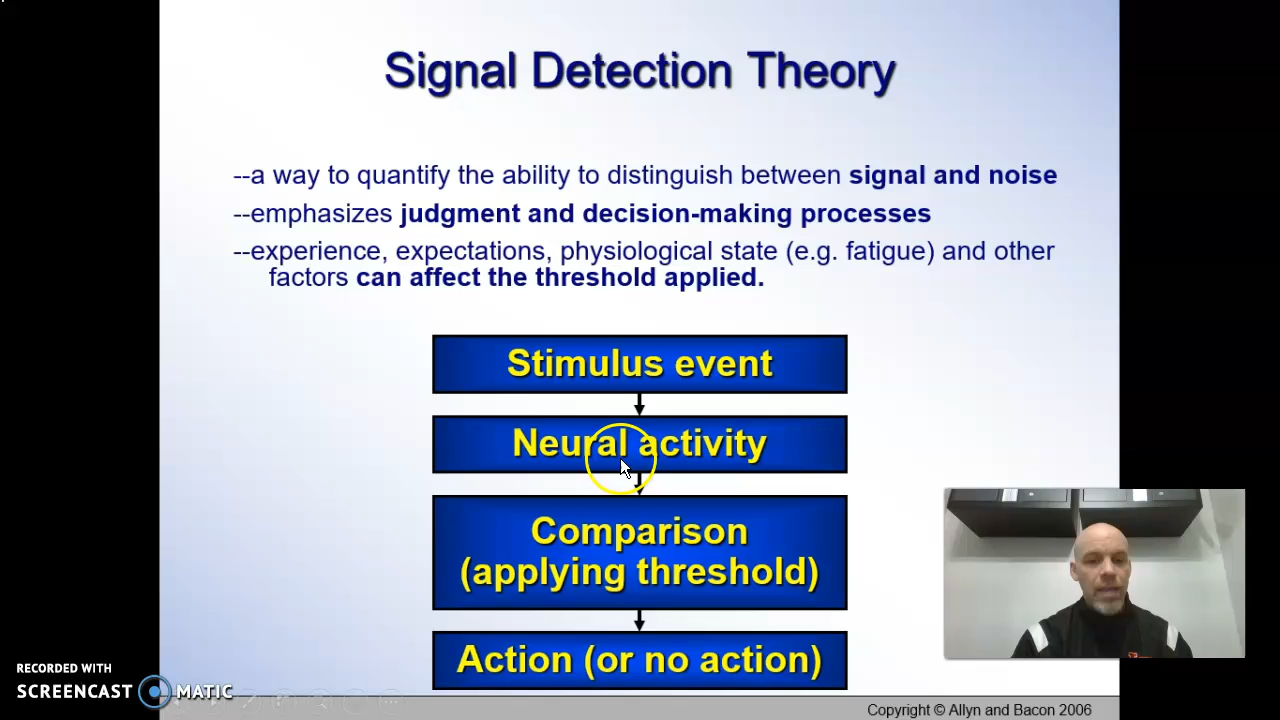 Signal Detection Theory
--a way to quantify the ability to distinguish between signal and noise
--emphasizes judgment and decision-making processes
--experience, expectations, physiological state (e.g. fatigue) and other
factors can affect the threshold applied.
Stimulus event
Neural activity
Comparison
(applying threshold)
Action (or no action)
RECORDED WITH
SCREENCAST MATIC
Copyright © Allyn and Bacon 2006